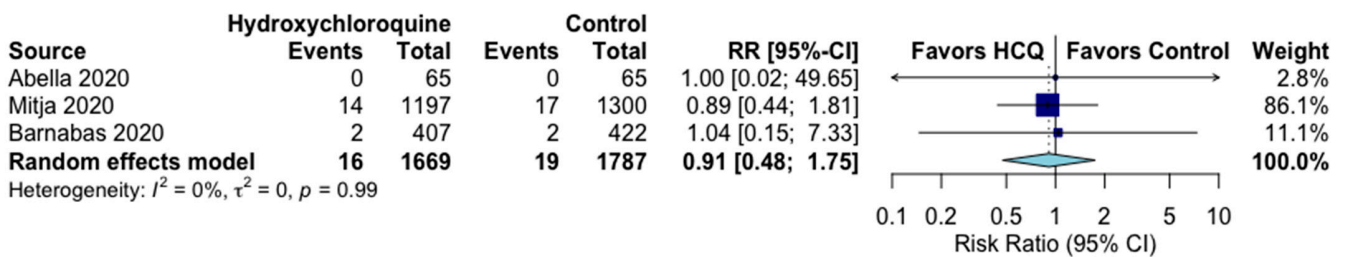 Hydroxychloroquine Control
Source Events Total Events Total RR [95%-CI] Favors HCQ Favors Control Weight
Abella 2020 0 65 0 65 1.00 [0.02; 49.65] 2.8%
Mitja 2020 14 1197 17 1300 0.89 [0.44; 1.81] 86.1%
Barnabas 2020 2 407 2 422 1.04 [0.15; 7.33] 11.1%
Random effects model 16 1669 19 1787 0.91 [0.48; 1.75] 100.0%
Heterogeneity: I² = 0%, τ² = 0, p = 0.99
0.1 0.2 0.5 1 2 5 10
Risk Ratio (95% CI)